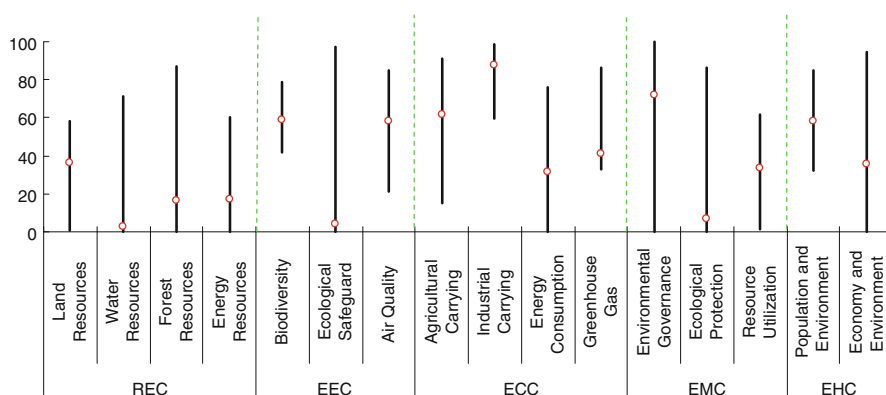 100
80
60
40
20
0
Land
Resources
Water
Resources
Forest
Resources
Energy
Resources
Biodiversity
Ecological
Safeguard
Air Quality
Agricultural
Carrying
Industrial
Carrying
Energy
Consumption
Greenhouse
Gas
Environmental
Governance
Ecological
Protection
Resource
Utilization
Population and
Environment
Economy and
Environment
REC
EEC
ECC
EMC
EHC